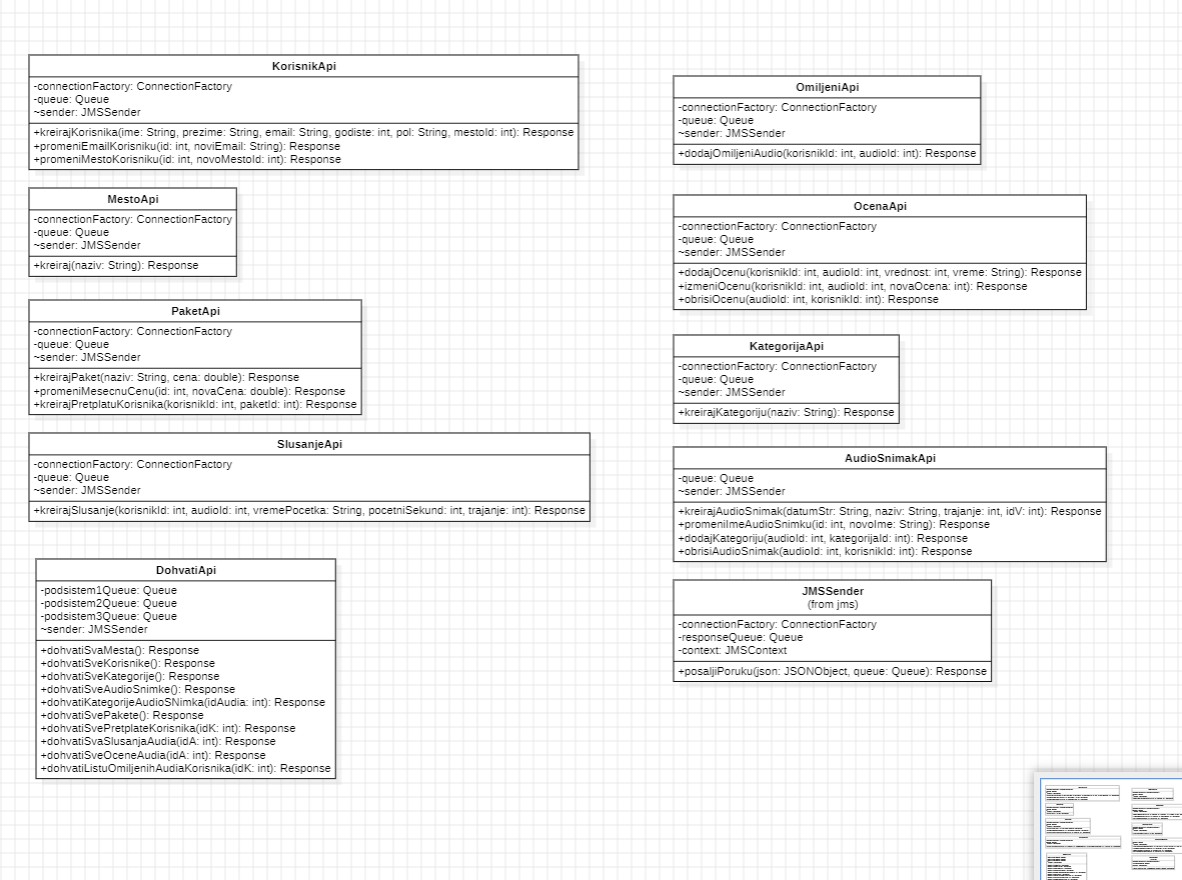 KorisnikApi
-connectionFactory: ConnectionFactory
-queue: Queue
~sender: JMSSender
+kreirajKorisnika(ime: String, prezime: String, email: String, godiste: int, pol: String, mestoId: int): Response
+promeniEmailKorisniku(id: int, noviEmail: String): Response
+promeniMestoKorisniku(id: int, novoMestoId: int): Response
MestoApi
-connectionFactory: ConnectionFactory
-queue: Queue
~sender: JMSSender
+kreiraj(naziv: String): Response
PaketApi
-connectionFactory: ConnectionFactory
-queue: Queue
~sender: JMSSender
+kreirajPaket(naziv: String, cena: double): Response
+promeniMesecnuCenu(id: int, novaCena: double): Response
+kreirajPretplatuKorisnika(korisnikId: int, paketId: int): Response
SlusanjeApi
-connectionFactory: ConnectionFactory
-queue: Queue
~sender: JMSSender
+kreirajSlusanje(korisnikId: int, audioId: int, vremePocetka: String, pocetniSekund: int, trajanje: int): Response
DohvatiApi
-podsistem1Queue: Queue
-podsistem2Queue: Queue
-podsistem3Queue: Queue
~sender: JMSSender
+dohvatiSvaMesta(): Response
+dohvatiSveKorisnike(): Response
+dohvatiSveKategorije(): Response
+dohvatiSveAudioSnimke(): Response
+dohvatiKategorijeAudioSNimka(idAudia: int): Response
+dohvatiSvePakete(): Response
+dohvatiSvePretplateKorisnika(idK: int): Response
+dohvatiSvaSlusanjaAudia(idA: int): Response
+dohvatiSveOceneAudia(idA: int): Response
+dohvatiListuOmiljenihAudiaKorisnika(idK: int): Response
OmiljeniApi
-connectionFactory: ConnectionFactory
-queue: Queue
~sender: JMSSender
+dodajOmiljeniAudio(korisnikId: int, audioId: int): Response
OcenaApi
-connectionFactory: ConnectionFactory
-queue: Queue
~sender: JMSSender
+dodajOcenu(korisnikId: int, audioId: int, vrednost: int, vreme: String): Response
+izmeniOcenu(korisnikId: int, audioId: int, novaOcena: int): Response
+obrisiOcenu(audioId: int, korisnikId: int): Response
KategorijaApi
-connectionFactory: ConnectionFactory
-queue: Queue
~sender: JMSSender
+kreirajKategoriju(naziv: String): Response
AudioSnimakApi
-queue: Queue
~sender: JMSSender
+kreirajAudioSnimak(datumStr: String, naziv: String, trajanje: int, idV: int): Response
+promeniImeAudioSnimku(id: int, novoIme: String): Response
+dodajKategoriju(audioId: int, kategorijaId: int): Response
+obrisiAudioSnimak(audioId: int, korisnikId: int): Response
JMSSender
(from jms)
-connectionFactory: ConnectionFactory
-responseQueue: Queue
-context: JMSContext
+posaljiPoruku(json: JSONObject, queue: Queue): Response